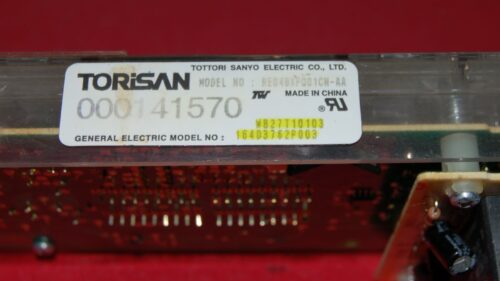 TOTTORI SANYO ELECTRIC CO., LTD.
TORiSAN MODEL NO :
000141570 MADE IN CHINA
WB27T10103
GENERAL ELECTRIC MODEL NO : 164D3762P003